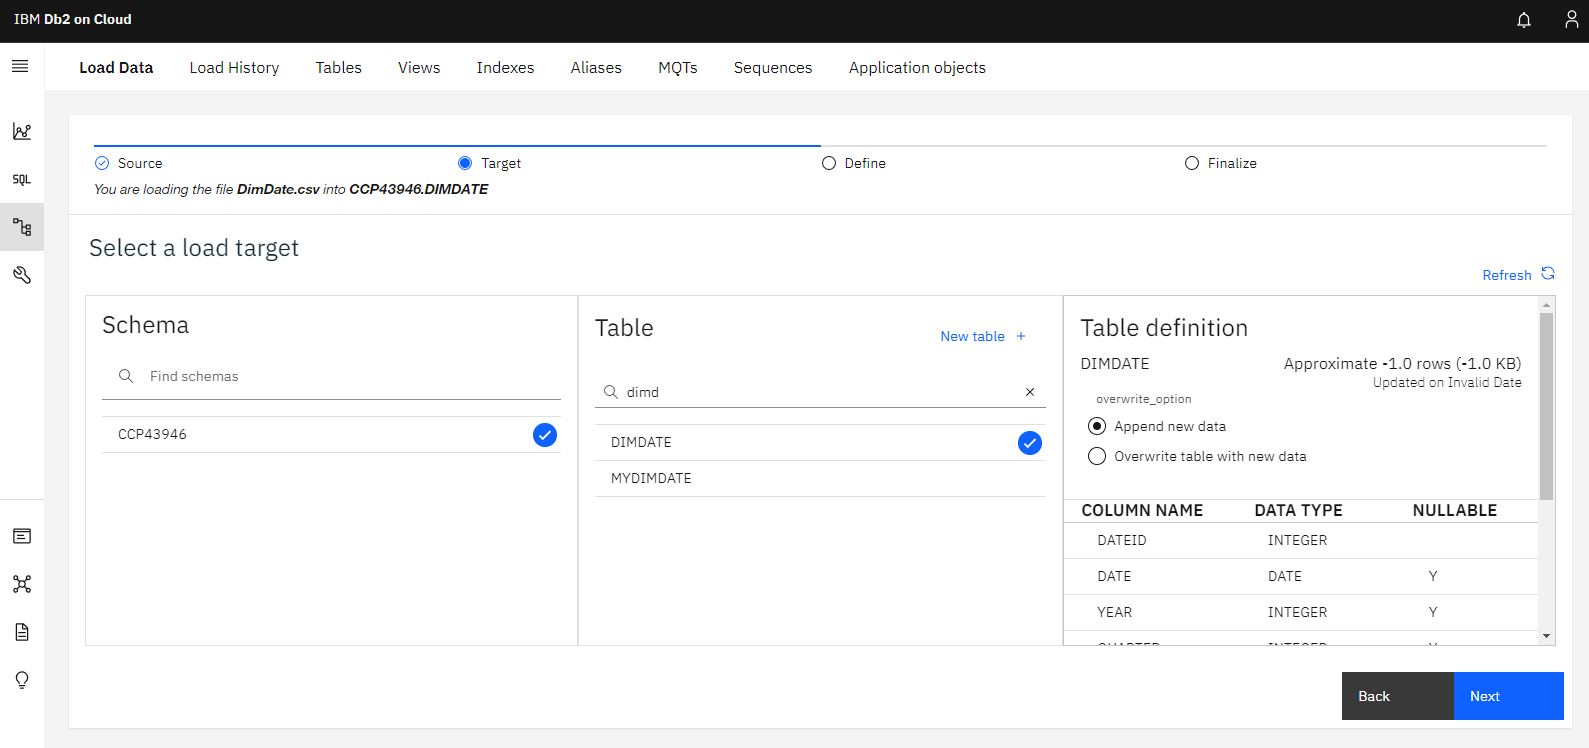 IBM Db2 on Cloud
Load Data Load History Tables Views Indexes Aliases MQTs Sequences Application objects
SQL
Source Target Define Finalize
You are loading the file DimDate.csv into CCP43946.DIMDATE
Select a load target
Refresh
Schema
Find schemas
CCP43946
Table
New table +
dimd
DIMDATE
MYDIMDATE
Table definition
DIMDATE Approximate -1.0 rows (-1.0 KB)
Updated on Invalid Date
overwrite_option
Append new data
Overwrite table with new data
COLUMN NAME DATA TYPE NULLABLE
DATEID INTEGER
DATE DATE Y
YEAR INTEGER Y
QUARTER INTEGER Y
Back Next